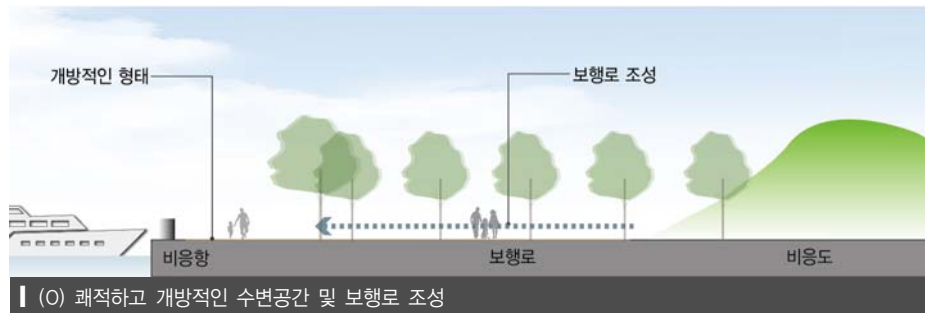 개방적인 형태
보행로 조성
비응항
보행로
비응도
(O) 쾌적하고 개방적인 수변공간 및 보행로 조성